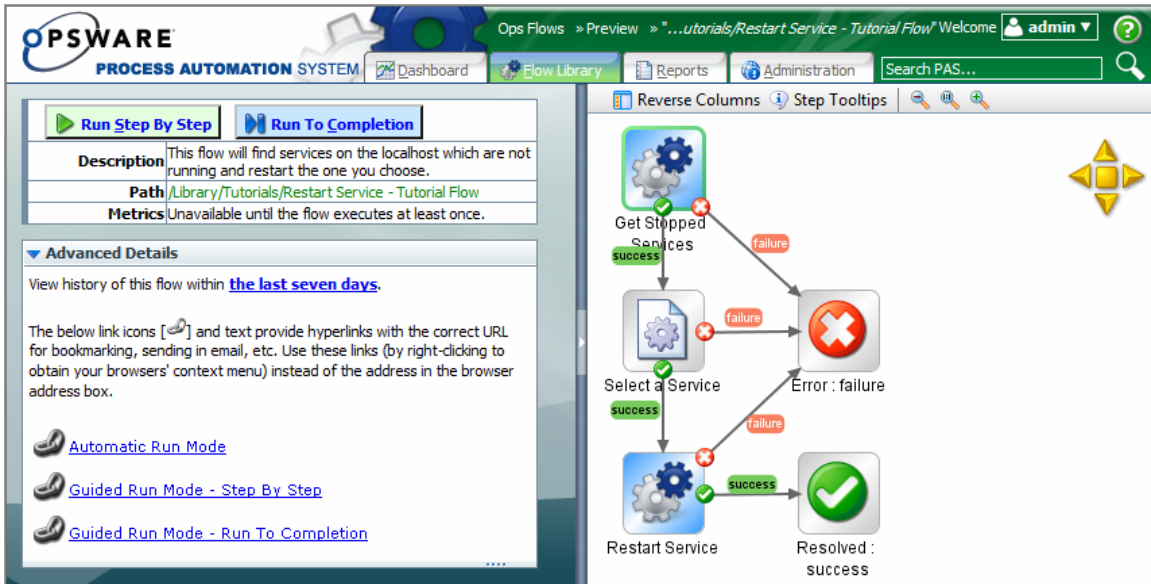 OPSWARE
PROCESS AUTOMATION SYSTEM
Ops Flows » Preview » "...utorials/Restart Service - Tutorial Flow" Welcome admin ▼
Dashboard
Flow Library
Reports
Administration
Search PAS...
Run Step By Step
Run To Completion
Description This flow will find services on the localhost which are not
running and restart the one you choose.
Path /Library/Tutorials/Restart Service - Tutorial Flow
Metrics Unavailable until the flow executes at least once.
Advanced Details
View history of this flow within the last seven days.
The below link icons [ ] and text provide hyperlinks with the correct URL
for bookmarking, sending in email, etc. Use these links (by right-clicking to
obtain your browsers' context menu) instead of the address in the browser
address box.
Automatic Run Mode
Guided Run Mode - Step By Step
Guided Run Mode - Run To Completion
Reverse Columns
Step Tooltips
Get Stopped
Services
success
failure
Select a Service
failure
Error : failure
success
failure
Restart Service
success
Resolved :
success